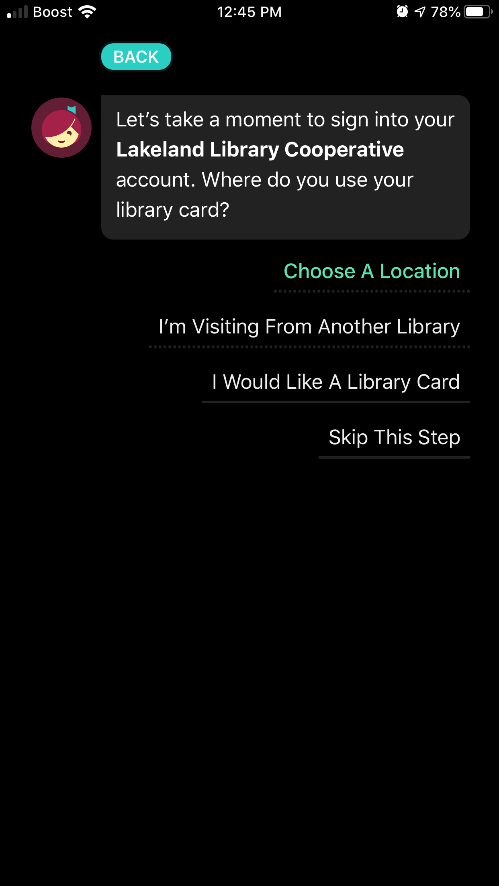 Boost 12:45 PM 78%
BACK
Let's take a moment to sign into your
Lakeland Library Cooperative
account. Where do you use your
library card?
Choose A Location
I'm Visiting From Another Library
I Would Like A Library Card
Skip This Step